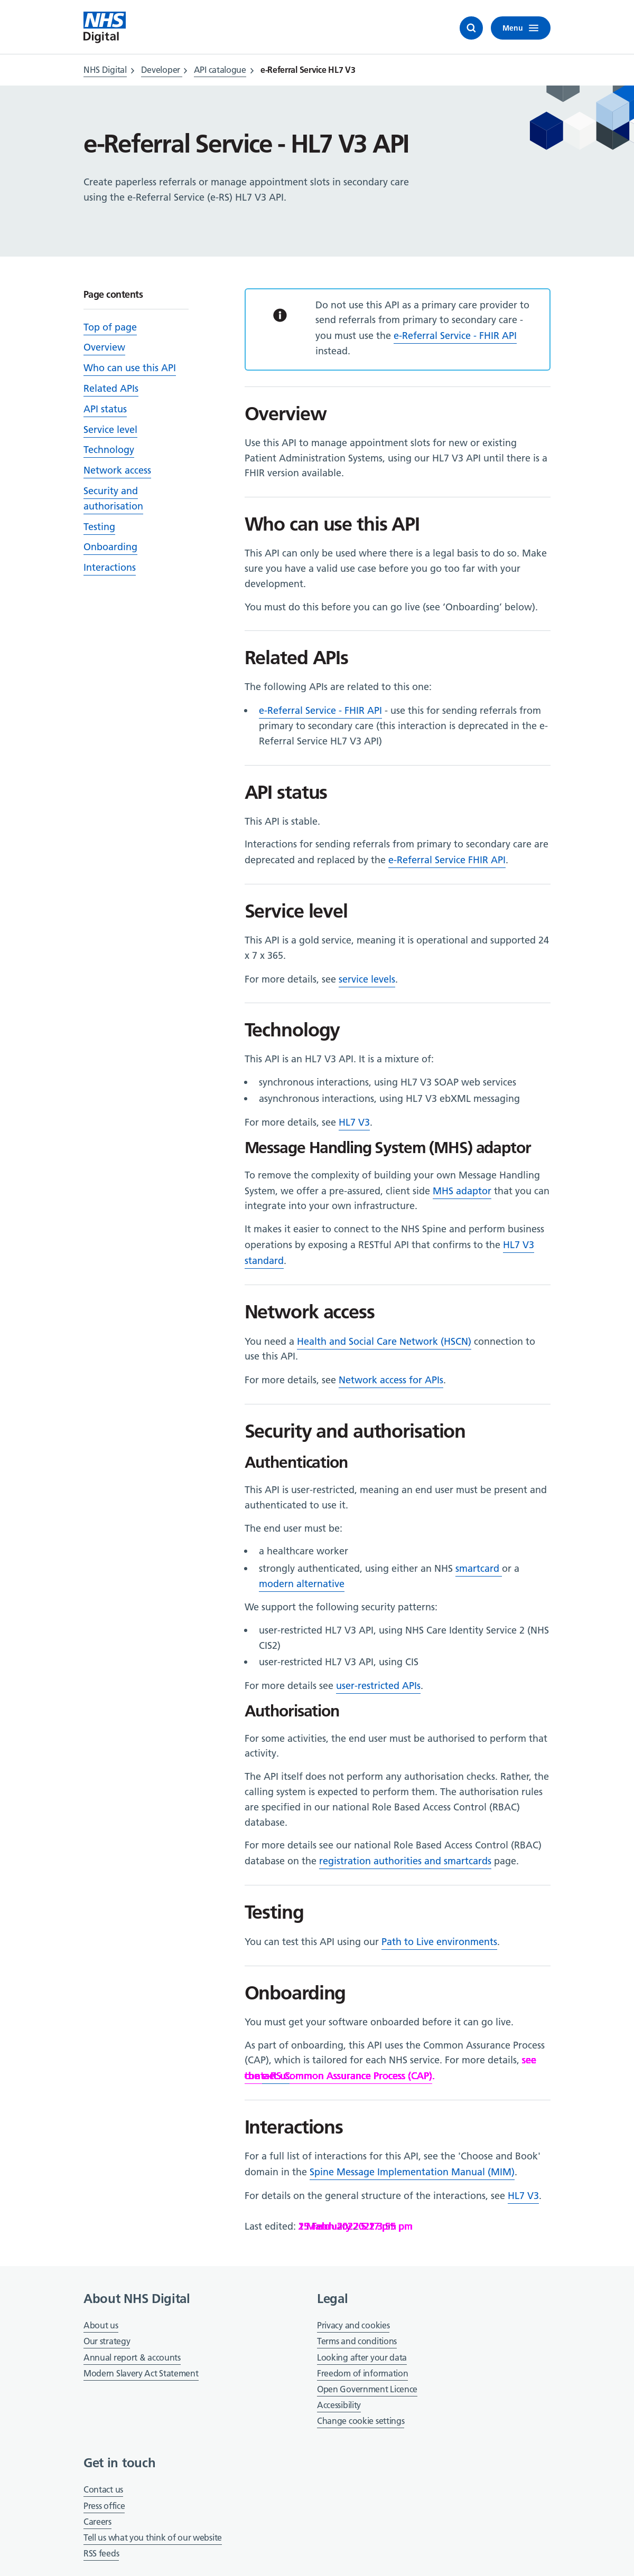 NHS
Digital
Menu
NHS Digital > Developer > API catalogue > e-Referral Service HL7 V3
e-Referral Service - HL7 V3 API
Create paperless referrals or manage appointment slots in secondary care
using the e-Referral Service (e-RS) HL7 V3 API.
Page contents
Top of page
Overview
Who can use this API
Related APIs
API status
Service level
Technology
Network access
Security and
authorisation
Testing
Onboarding
Interactions
Do not use this API as a primary care provider to
send referrals from primary to secondary care -
you must use the e-Referral Service - FHIR API
instead.
Overview
Use this API to manage appointment slots for new or existing
Patient Administration Systems, using our HL7 V3 API until there is a
FHIR version available.
Who can use this API
This API can only be used where there is a legal basis to do so. Make
sure you have a valid use case before you go too far with your
development.
You must do this before you can go live (see ‘Onboarding’ below).
Related APIs
The following APIs are related to this one:
• e-Referral Service - FHIR API - use this for sending referrals from
primary to secondary care (this interaction is deprecated in the e-
Referral Service HL7 V3 API)
API status
This API is stable.
Interactions for sending referrals from primary to secondary care are
deprecated and replaced by the e-Referral Service FHIR API.
Service level
This API is a gold service, meaning it is operational and supported 24
x 7 x 365.
For more details, see service levels.
Technology
This API is an HL7 V3 API. It is a mixture of:
• synchronous interactions, using HL7 V3 SOAP web services
• asynchronous interactions, using HL7 V3 ebXML messaging
For more details, see HL7 V3.
Message Handling System (MHS) adaptor
To remove the complexity of building your own Message Handling
System, we offer a pre-assured, client side MHS adaptor that you can
integrate into your own infrastructure.
It makes it easier to connect to the NHS Spine and perform business
operations by exposing a RESTful API that confirms to the HL7 V3
standard.
Network access
You need a Health and Social Care Network (HSCN) connection to
use this API.
For more details, see Network access for APIs.
Security and authorisation
Authentication
This API is user-restricted, meaning an end user must be present and
authenticated to use it.
The end user must be:
• a healthcare worker
• strongly authenticated, using either an NHS smartcard or a
modern alternative
We support the following security patterns:
• user-restricted HL7 V3 API, using NHS Care Identity Service 2 (NHS
CIS2)
• user-restricted HL7 V3 API, using CIS
For more details see user-restricted APIs.
Authorisation
For some activities, the end user must be authorised to perform that
activity.
The API itself does not perform any authorisation checks. Rather, the
calling system is expected to perform them. The authorisation rules
are specified in our national Role Based Access Control (RBAC)
database.
For more details see our national Role Based Access Control (RBAC)
database on the registration authorities and smartcards page.
Testing
You can test this API using our Path to Live environments.
Onboarding
You must get your software onboarded before it can go live.
As part of onboarding, this API uses the Common Assurance Process
(CAP), which is tailored for each NHS service. For more details, see
Common Assurance Process (CAP).
Interactions
For a full list of interactions for this API, see the 'Choose and Book'
domain in the Spine Message Implementation Manual (MIM).
For details on the general structure of the interactions, see HL7 V3.
Last edited: pm
About NHS Digital
About us
Our strategy
Annual report & accounts
Modern Slavery Act Statement
Legal
Privacy and cookies
Terms and conditions
Looking after your data
Freedom of information
Open Government Licence
Accessibility
Change cookie settings
Get in touch
Contact us
Press office
Careers
Tell us what you think of our website
RSS feeds